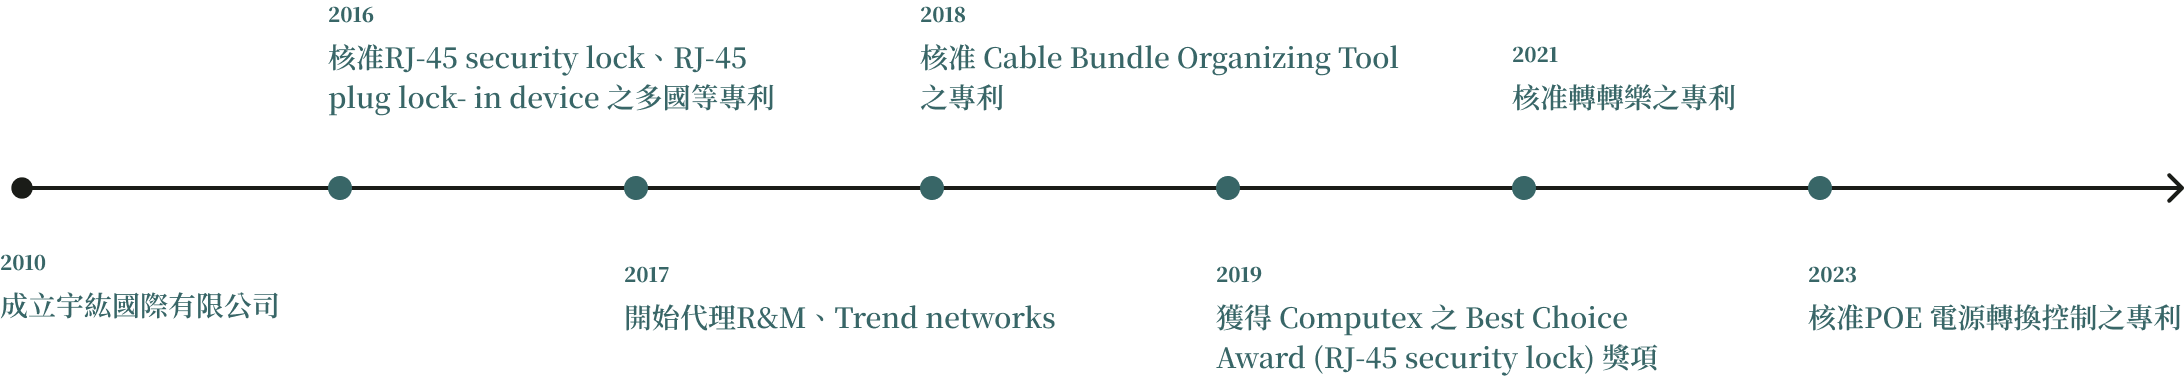 2010
成立宇紘國際有限公司
2016
核准RJ-45 security lock、RJ-45
plug lock- in device 之多國等專利
2017
開始代理R&M、Trend networks
2018
核准 Cable Bundle Organizing Tool
之專利
2019
獲得 Computex 之 Best Choice
Award (RJ-45 security lock) 獎項
2021
核准轉轉樂之專利
2023
核准POE 電源轉換控制之專利